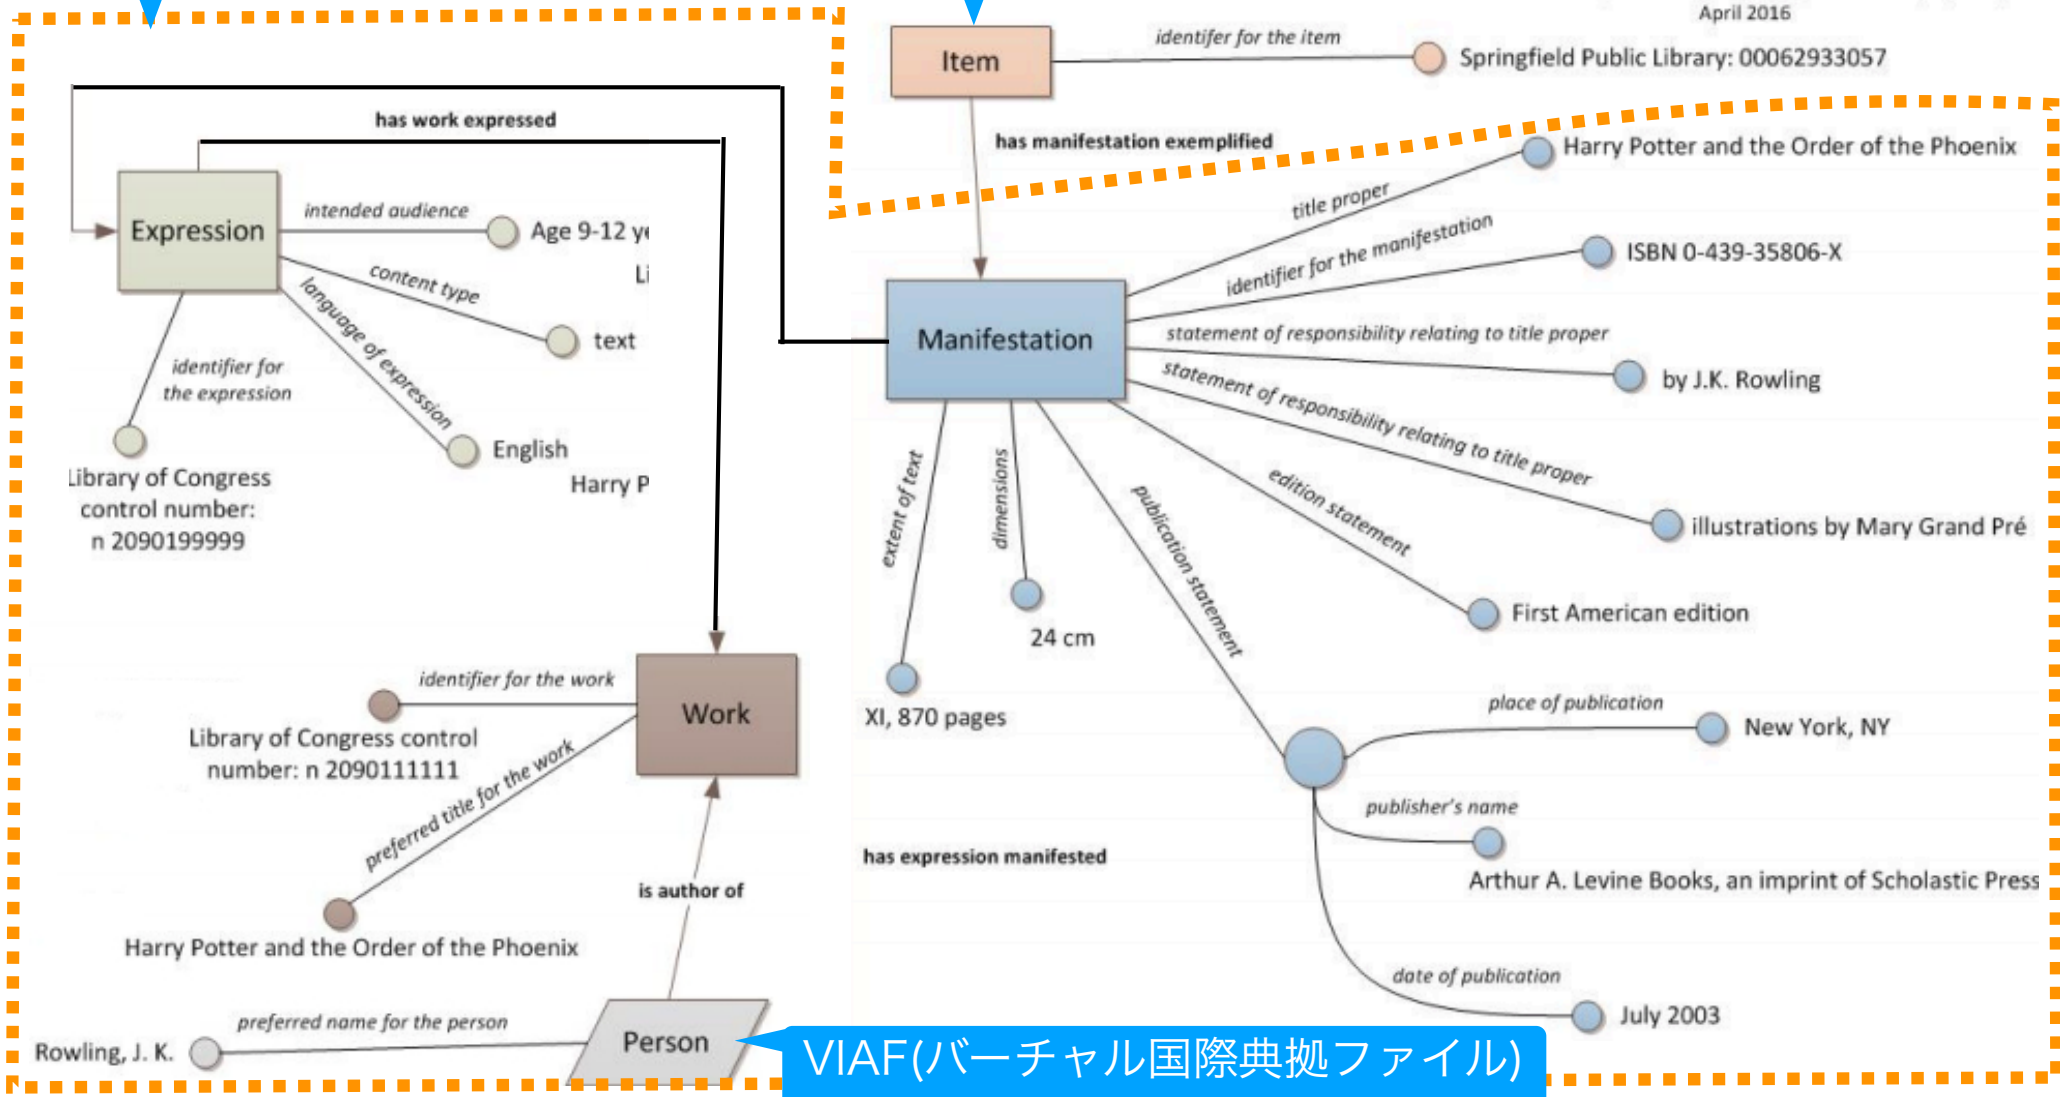 April 2016
Item
identifer for the item
Springfield Public Library: 00062933057
has manifestation exemplified
has work expressed
Expression
intended audience
Age 9-12 ye
Li
content type
text
language of expression
English
Harry P
identifier for
the expression
Library of Congress
control number:
n 2090199999
Manifestation
title proper
Harry Potter and the Order of the Phoenix
identifier for the manifestation
ISBN 0-439-35806-X
statement of responsibility relating to title proper
by J.K. Rowling
statement of responsibility relating to title proper
illustrations by Mary Grand Pré
edition statement
First American edition
publication statement
dimensions
24 cm
extent of text
XI, 870 pages
place of publication
New York, NY
publisher's name
Arthur A. Levine Books, an imprint of Scholastic Press
date of publication
July 2003
has expression manifested
Work
identifier for the work
Library of Congress control
number: n 2090111111
preferred title for the work
Harry Potter and the Order of the Phoenix
is author of
Person
preferred name for the person
Rowling, J. K.
VIAF(バーチャル国際典拠ファイル)